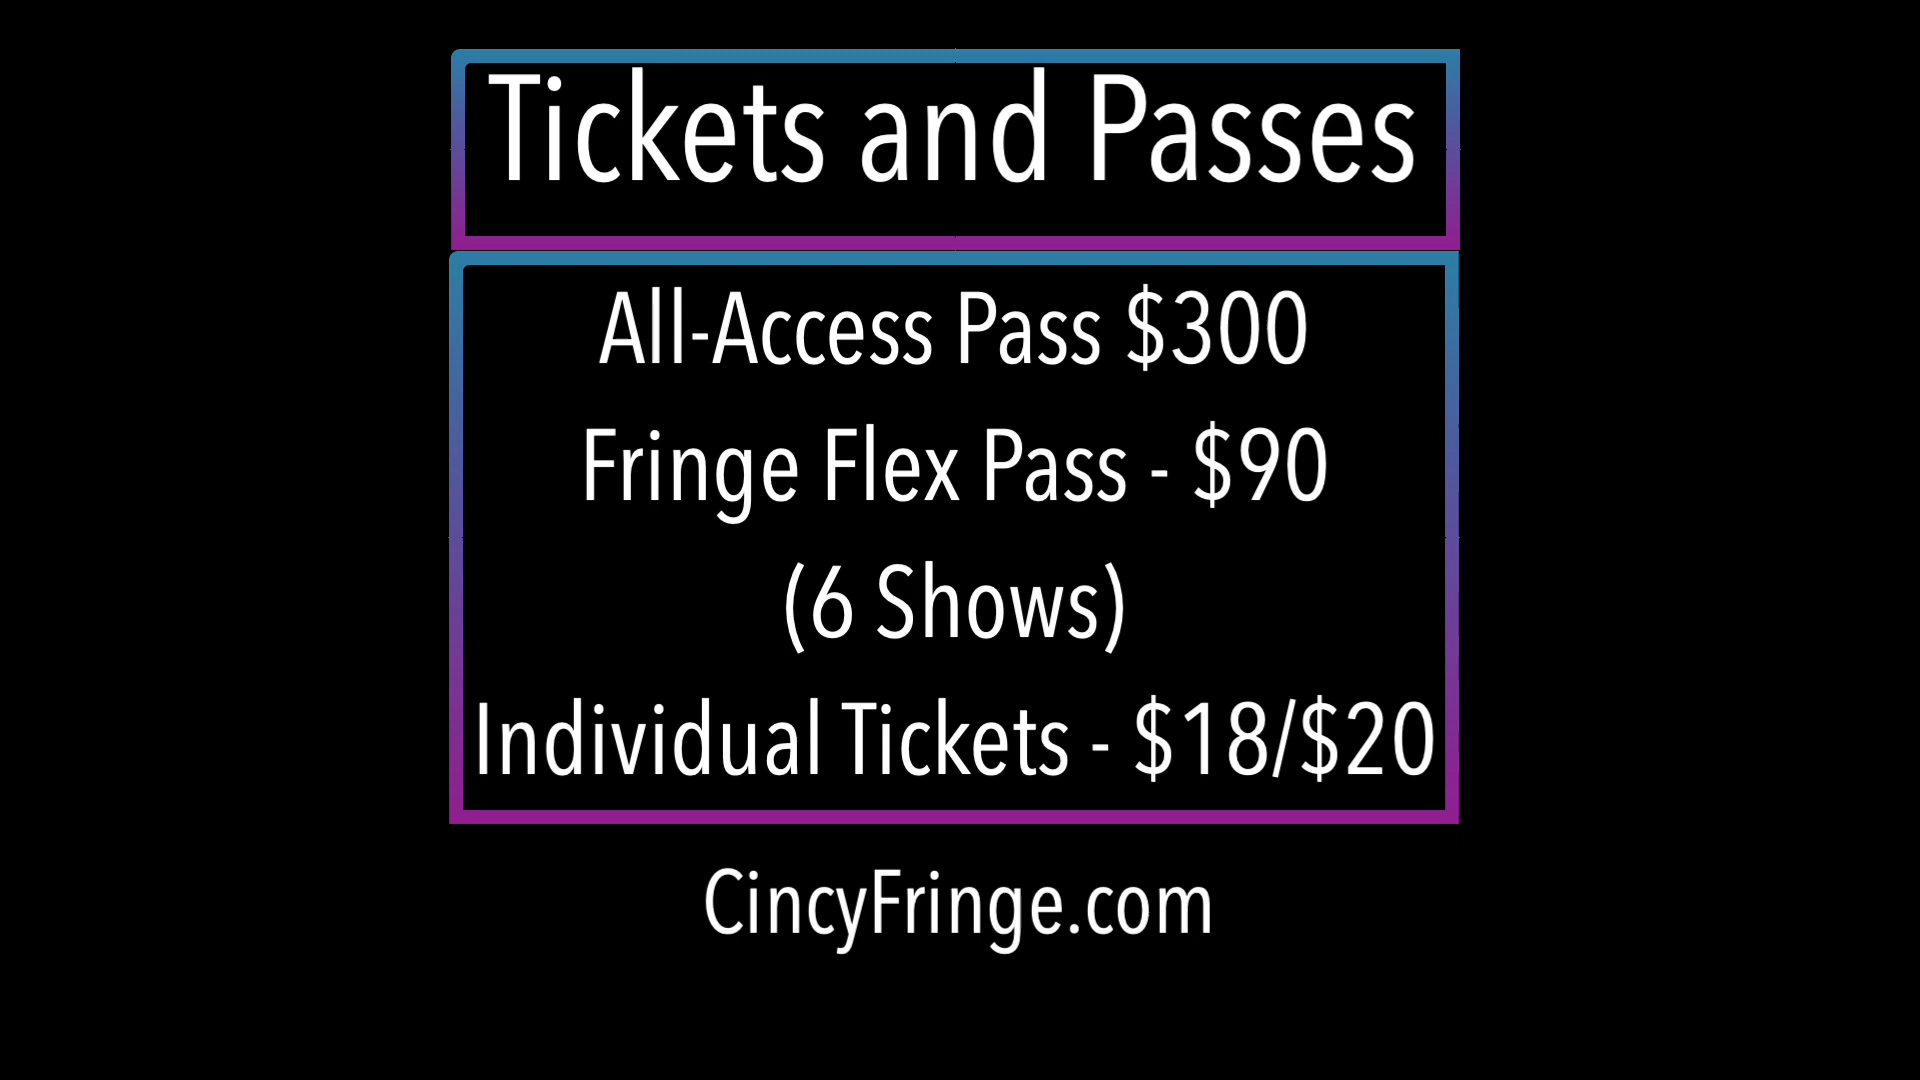 Tickets and Passes
All-Access Pass $300
Fringe Flex Pass - $90
(6 Shows)
Individual Tickets - $18/$20
CincyFringe.com